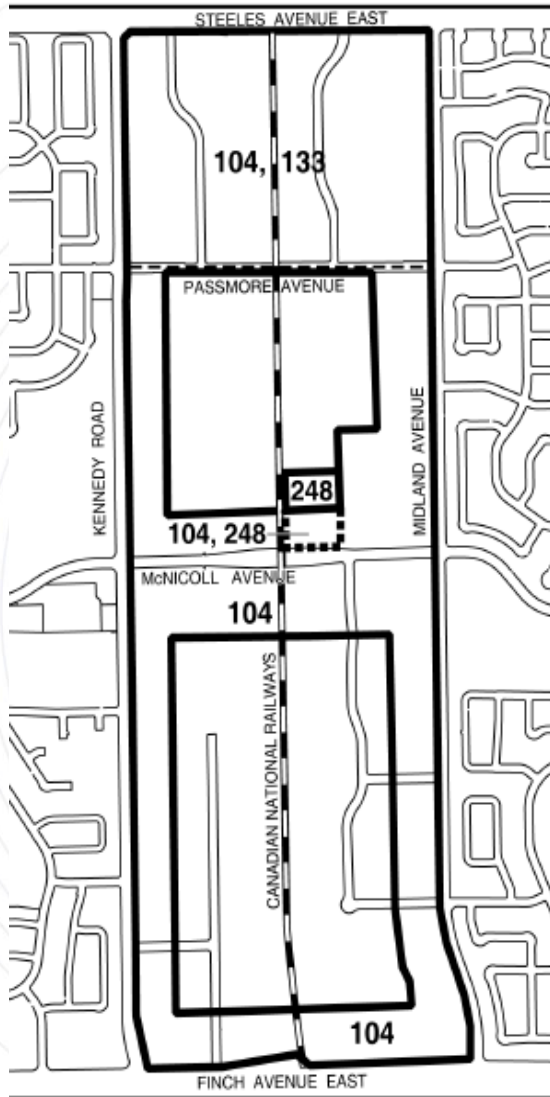 STEELES AVENUE EAST
104, 133
PASSMORE AVENUE
KENNEDY ROAD
MIDLAND AVENUE
248
104, 248
McNICOLL AVENUE
104
CANADIAN NATIONAL RAILWAYS
104
FINCH AVENUE EAST